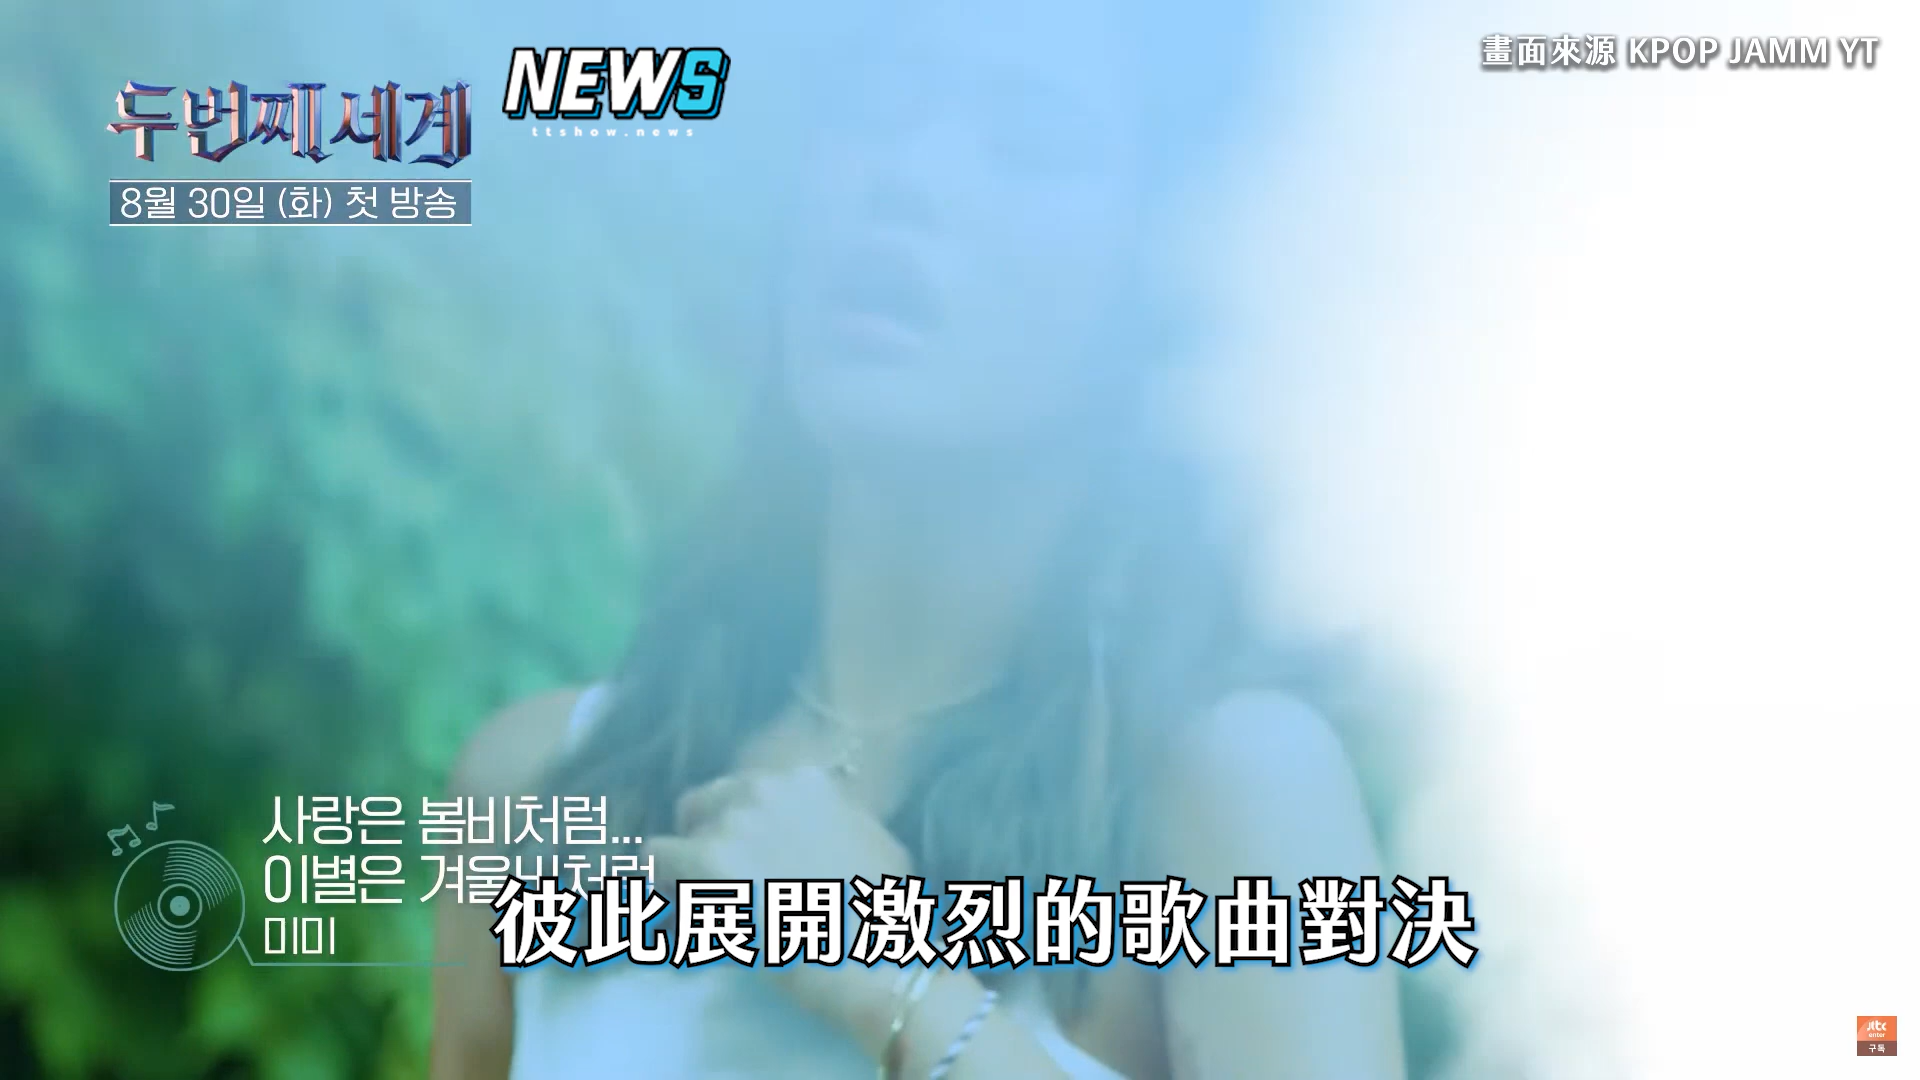 畫面來源 KPOP JAMM YT
NEWS
ttshow.news
두번째 세계
8월 30일 (화) 첫 방송
사랑은 봄비처럼...
이별은 겨울비처럼
미미
彼此展開激烈的歌曲對決
jtbc
enter
구독